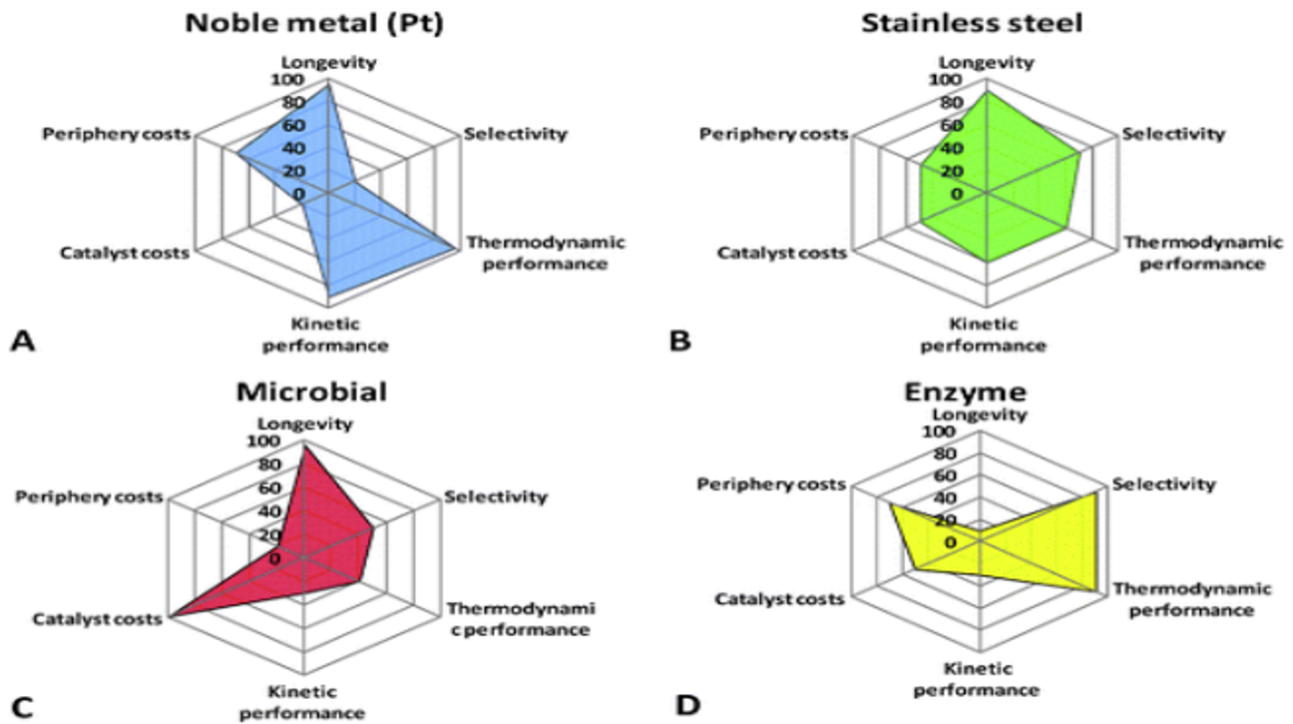 Noble metal (Pt)
Longevity
100
80
60
40
20
0
Periphery costs
Selectivity
Catalyst costs
Thermodynamic
performance
Kinetic
performance
A
Stainless steel
Longevity
100
80
60
40
20
0
Periphery costs
Selectivity
Catalyst costs
Thermodynamic
performance
Kinetic
performance
B
Microbial
Longevity
100
80
60
40
20
0
Periphery costs
Selectivity
Catalyst costs
Thermodynami
c performance
Kinetic
performance
C
Enzyme
Longevity
100
80
60
40
20
0
Periphery costs
Selectivity
Catalyst costs
Thermodynamic
performance
Kinetic
performance
D